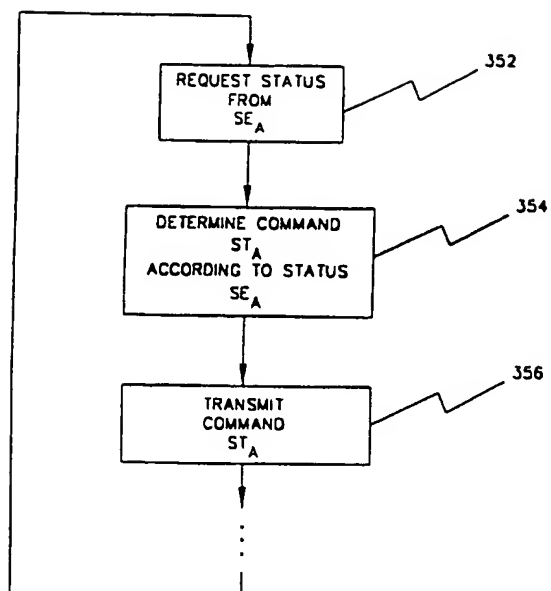 REQUEST STATUS
FROM
SE_A
352
DETERMINE COMMAND
ST_A
ACCORDING TO STATUS
SE_A
354
TRANSMIT
COMMAND
ST_A
356